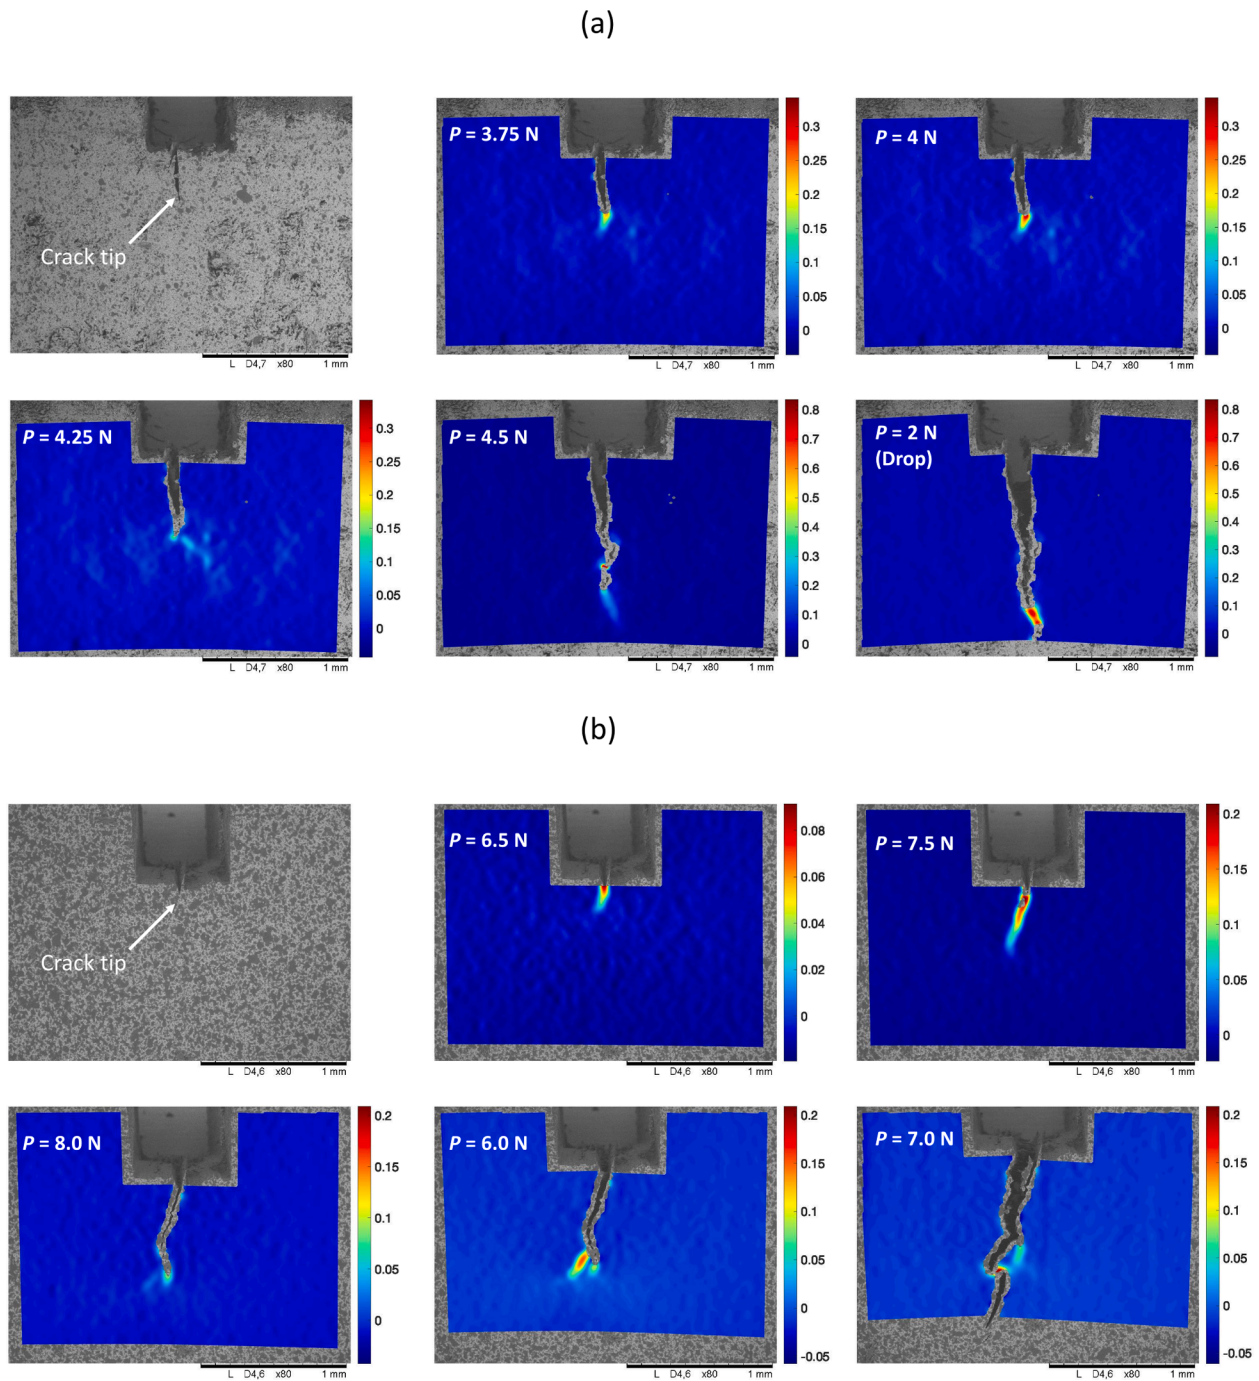 (a)
Crack tip
L D4,7 x80 1 mm
P = 3.75 N
0.3
0.25
0.2
0.15
0.1
0.05
0
L D4,7 x80 1 mm
P = 4 N
0.3
0.25
0.2
0.15
0.1
0.05
0
L D4,7 x80 1 mm
P = 4.25 N
0.3
0.25
0.2
0.15
0.1
0.05
0
L D4,7 x80 1 mm
P = 4.5 N
0.8
0.7
0.6
0.5
0.4
0.3
0.2
0.1
0
L D4,7 x80 1 mm
P = 2 N
(Drop)
0.8
0.7
0.6
0.5
0.4
0.3
0.2
0.1
0
L D4,7 x80 1 mm
(b)
Crack tip
L D4,6 x80 1 mm
P = 6.5 N
0.08
0.06
0.04
0.02
0
L D4,6 x80 1 mm
P = 7.5 N
0.2
0.15
0.1
0.05
0
L D4,6 x80 1 mm
P = 8.0 N
0.2
0.15
0.1
0.05
0
L D4,6 x80 1 mm
P = 6.0 N
0.2
0.15
0.1
0.05
0
-0.05
L D4,6 x80 1 mm
P = 7.0 N
0.2
0.15
0.1
0.05
0
-0.05
L D4,6 x80 1 mm